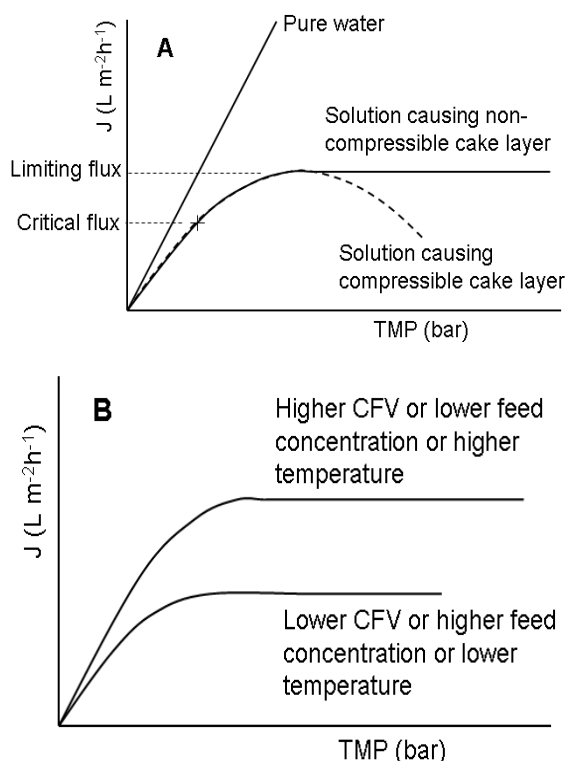 Pure water
A
J (L m-2h-1)
Solution causing non-
compressible cake layer
Limiting flux
Critical flux
Solution causing
compressible cake layer
TMP (bar)
B
Higher CFV or lower feed
concentration or higher
temperature
J (L m-2h-1)
Lower CFV or higher feed
concentration or lower
temperature
TMP (bar)